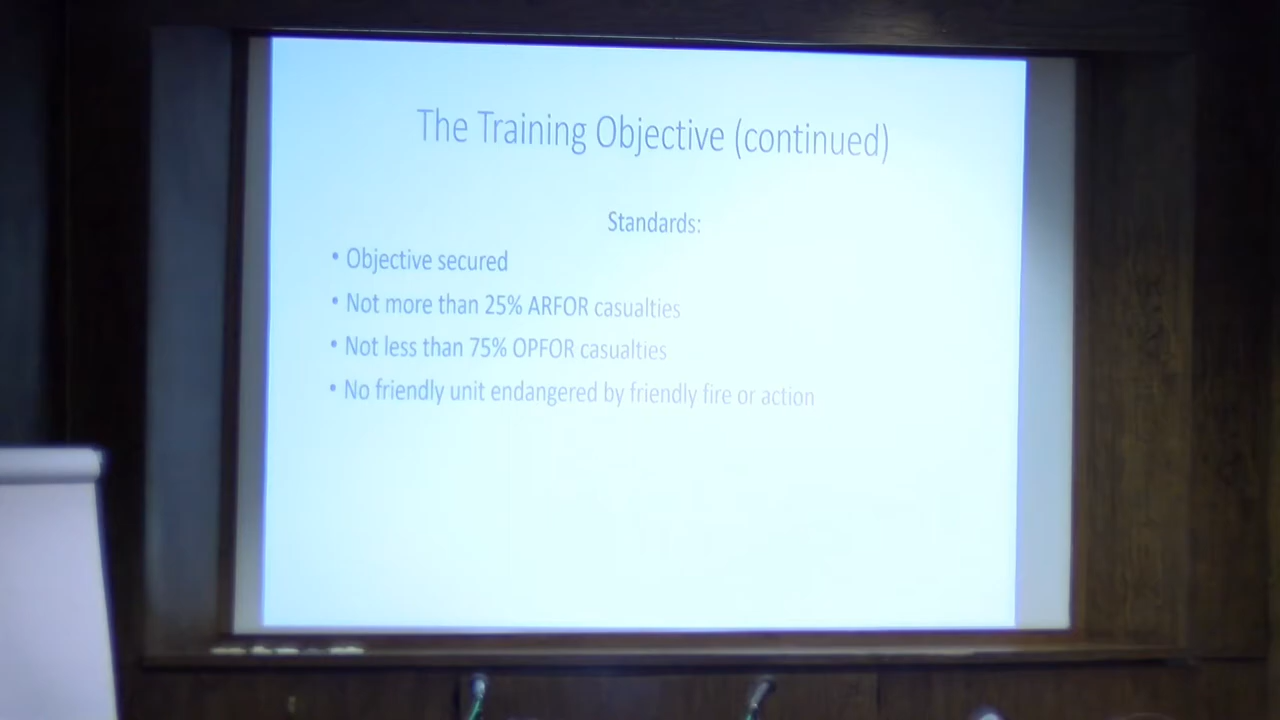 The Training Objective (continued)
Standards:
• Objective secured
• Not more than 25% ARFOR casualties
• Not less than 75% OPFOR casualties
• No friendly unit endangered by friendly fire or action